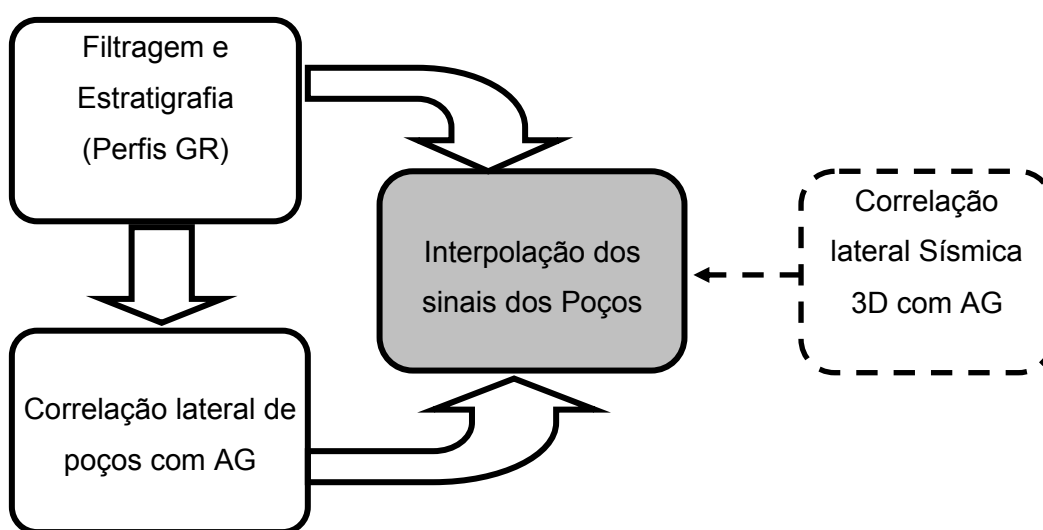 Filtragem e
Estratigrafia
(Perfis GR)
Interpolação dos
sinais dos Poços
Correlação
lateral Sísmica
3D com AG
Correlação lateral de
poços com AG